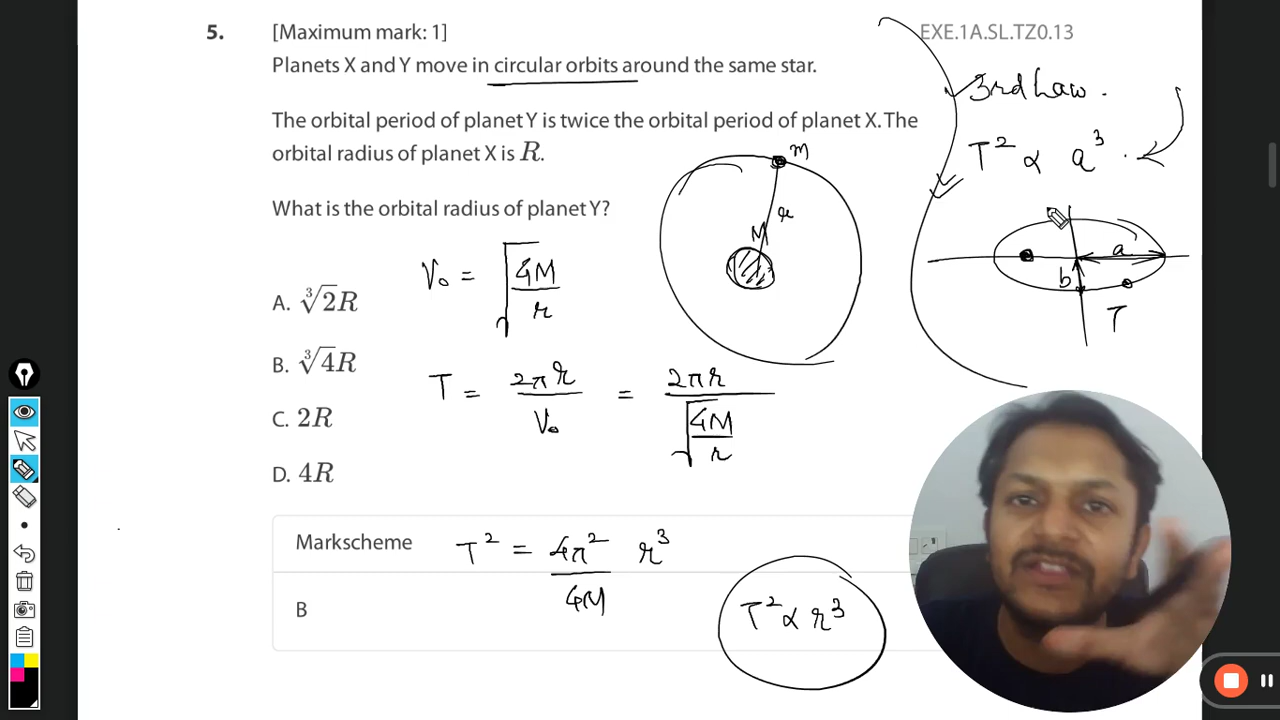 5. [Maximum mark: 1] EXE.1A.SL.TZ0.13
Planets X and Y move in circular orbits around the same star.
The orbital period of planet Y is twice the orbital period of planet X. The
orbital radius of planet X is R.
What is the orbital radius of planet Y?
A. ∛2R
B. ∛4R
C. 2R
D. 4R
Markscheme
B
V₀ = √(GM/r)
T = 2πr/V₀ = 2πr/√(GM/r)
T² = 4π²/GM r³
T² ∝ r³
m
r
M
3rd Law.
T² ∝ a³.
a
b
T